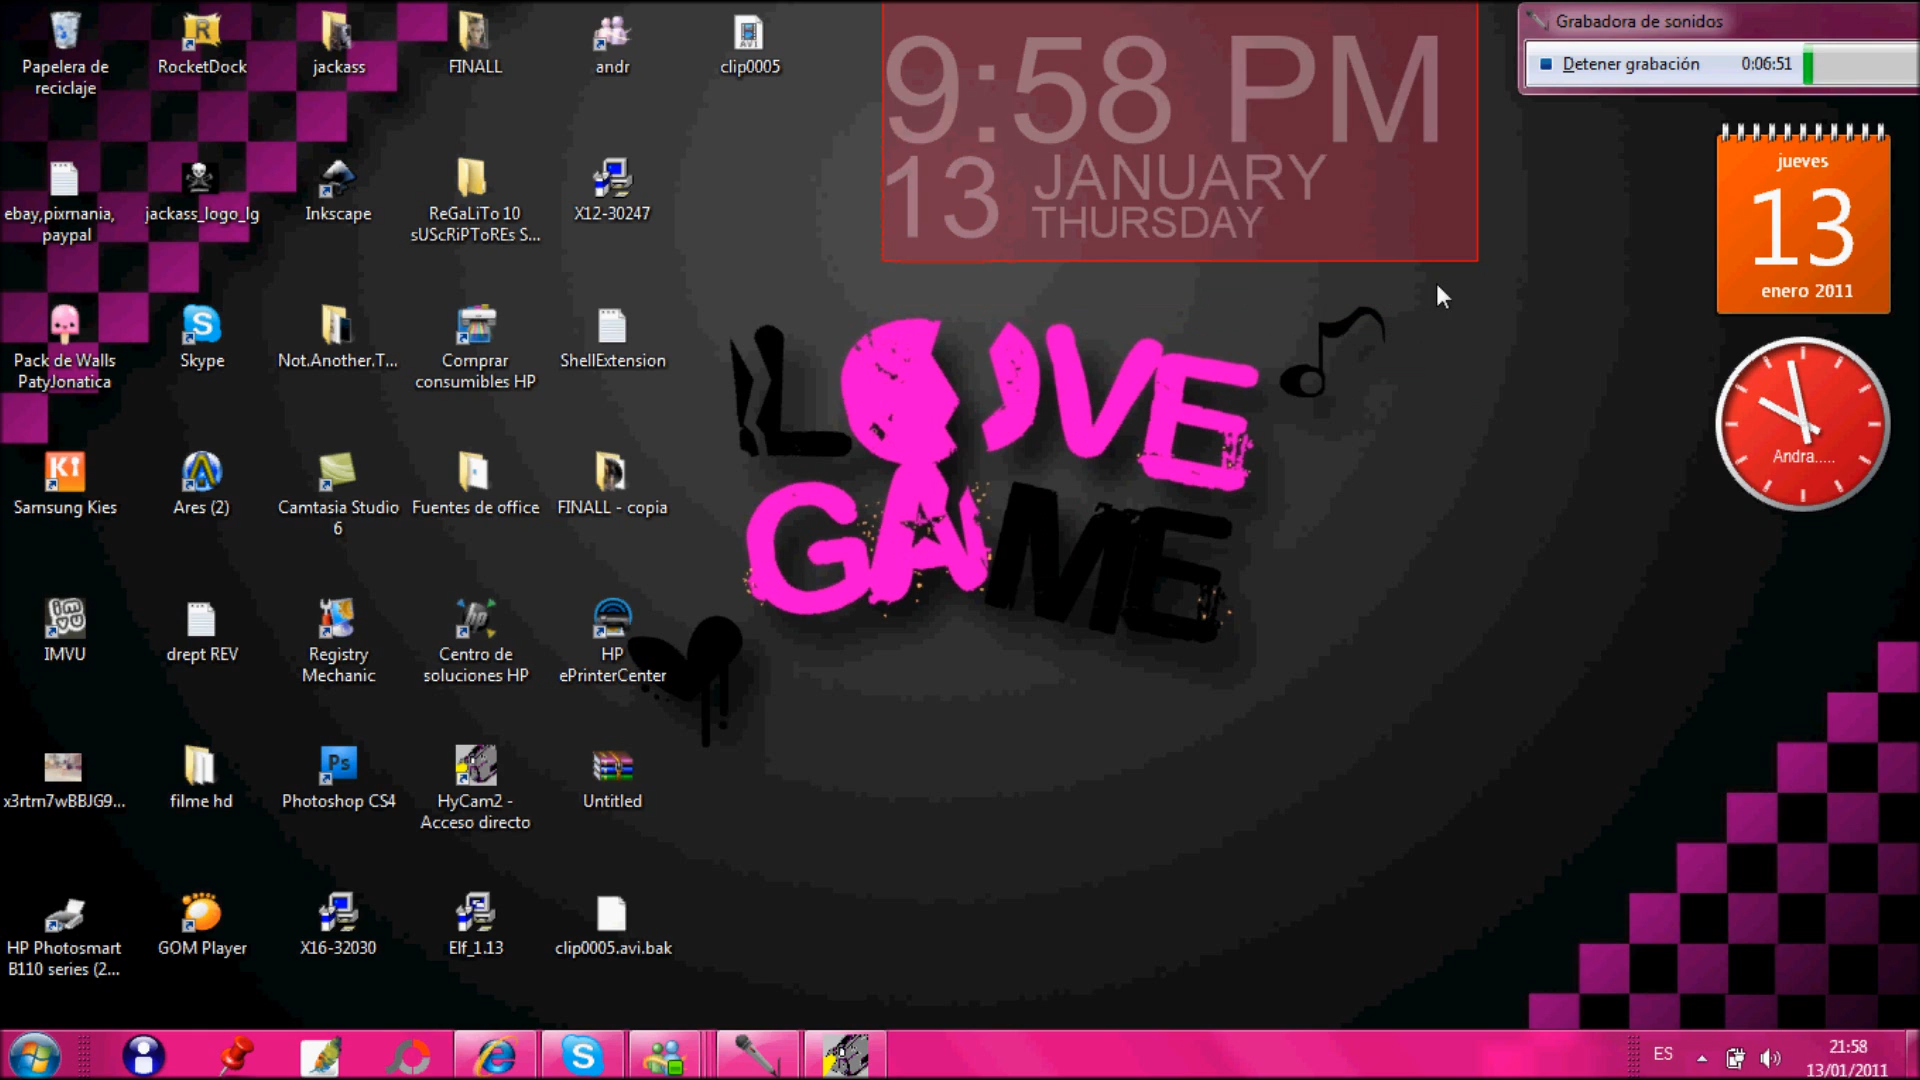 Papelera de
reciclaje
RocketDock
jackass
FINALL
andr
clip0005
AVI
9:58 PM
13
JANUARY
THURSDAY
Grabadora de sonidos
Detener grabación
0:06:51
ebay,pixmania,
paypal
jackass_logo_lg
Inkscape
ReGaLiTo 10
sUScRiPToREs S...
X12-30247
jueves
13
enero 2011
Pack de Walls
PatyJonatica
Skype
Not.Another.T...
Comprar
consumibles HP
ShellExtension
LOVE
GAME
Andra.....
Samsung Kies
Ares (2)
Camtasia Studio
6
Fuentes de office
FINALL - copia
IMVU
drept REV
Registry
Mechanic
Centro de
soluciones HP
HP
ePrinterCenter
x3rtm7wBBJG9...
filme hd
Photoshop CS4
HyCam2 -
Acceso directo
Untitled
HP Photosmart
B110 series (2...
GOM Player
X16-32030
Elf_1.13
clip0005.avi.bak
ES
21:58
13/01/2011